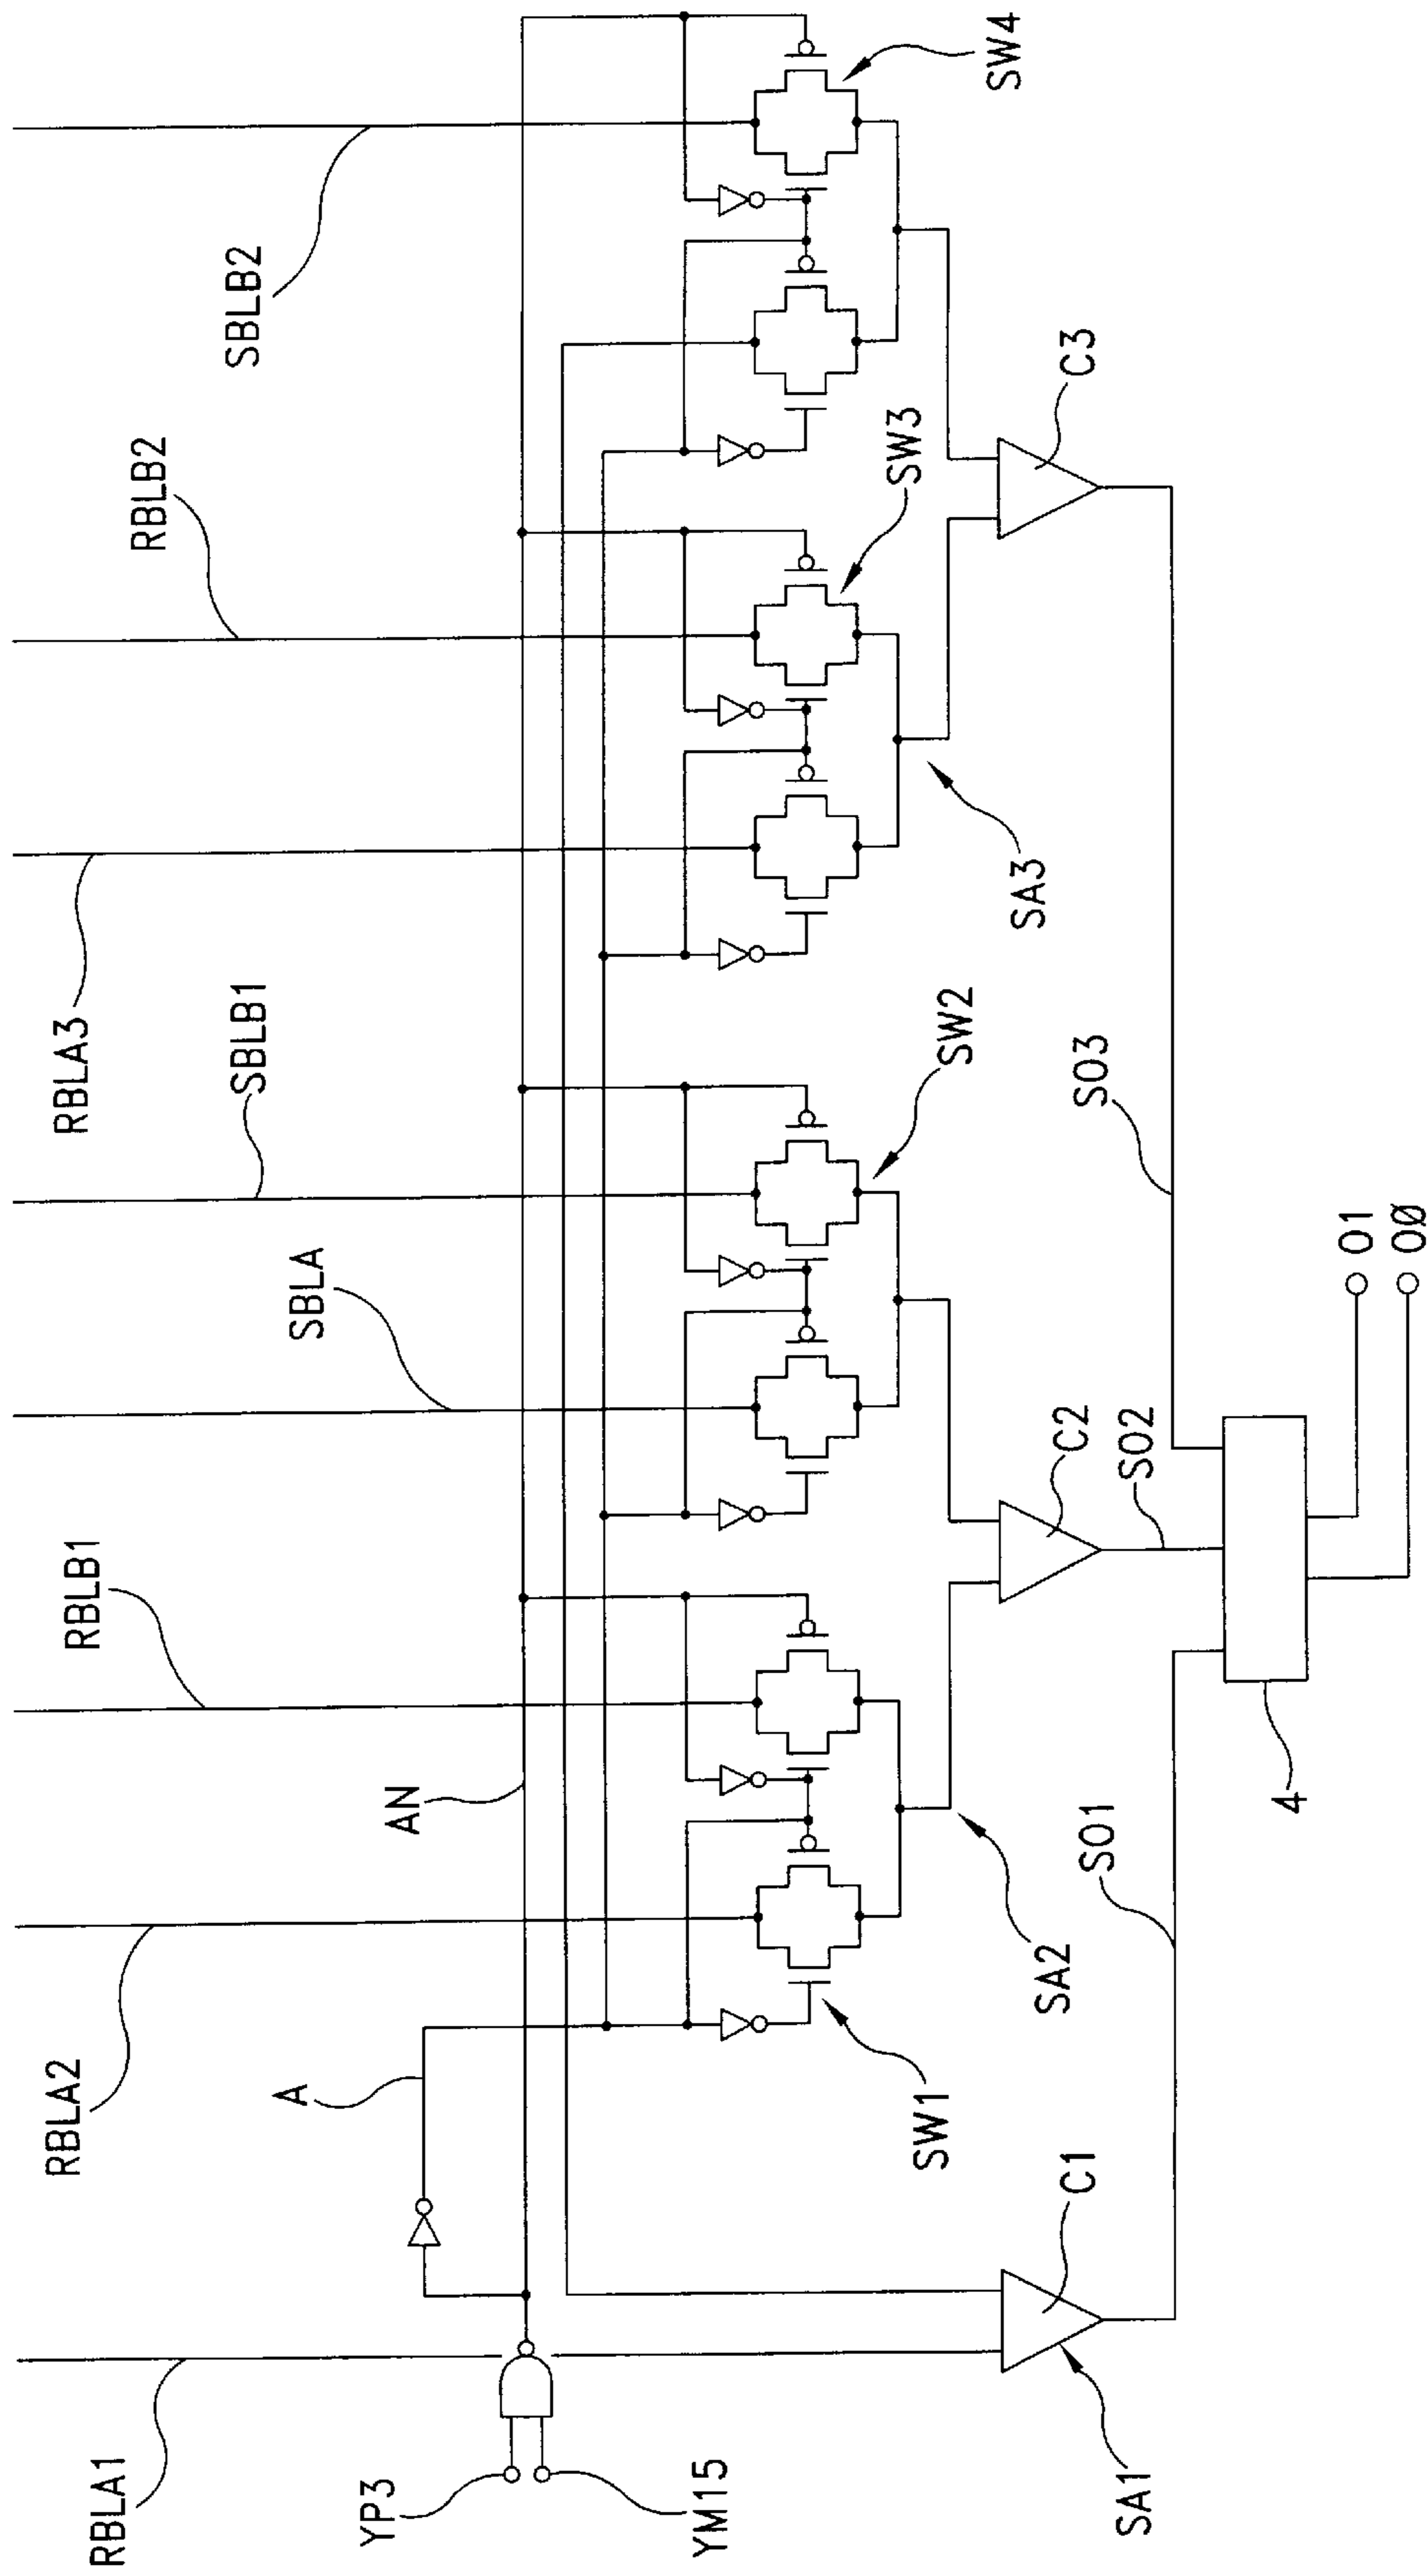 RBLA1
YP3
YM15
SA1
C1
RBLA2
A
SW1
AN
RBLB1
SA2
SO1
4
SBLA
C2
SO2
SBLB1
SW2
O1
O0
RBLA3
SA3
SO3
RBLB2
SW3
C3
SBLB2
SW4